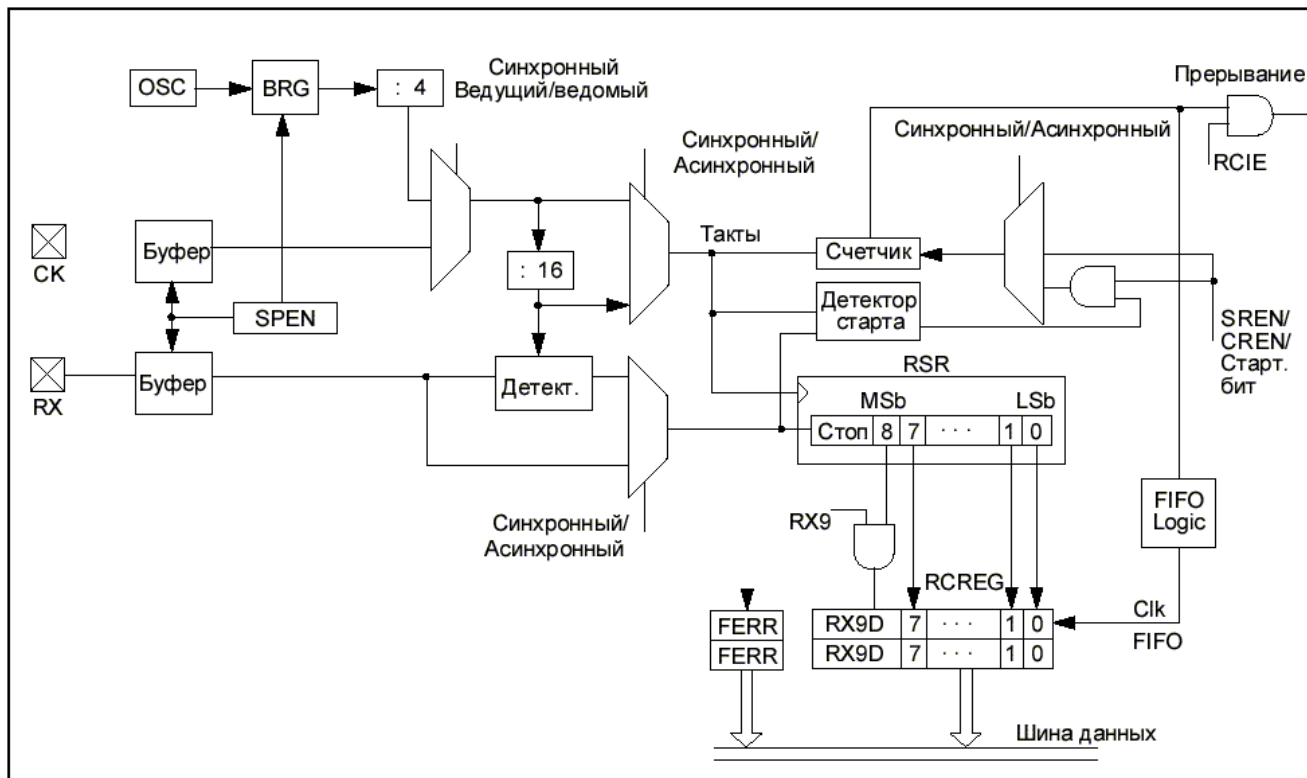 Синхронный
Ведущий/ведомый
Прерывание
OSC
BRG
: 4
Синхронный/
Асинхронный
Синхронный/Асинхронный
RCIE
Буфер
CK
Такты
Счетчик
: 16
SPEN
Детектор
старта
SREN/
CREN/
Старт.
бит
Буфер
RX
Детект.
RSR
MSb
LSb
Стоп 8 7 · · · 1 0
Синхронный/
Асинхронный
RX9
FIFO
Logic
RCREG
Clk
FIFO
FERR
FERR
RX9D 7 · · · 1 0
RX9D 7 · · · 1 0
Шина данных